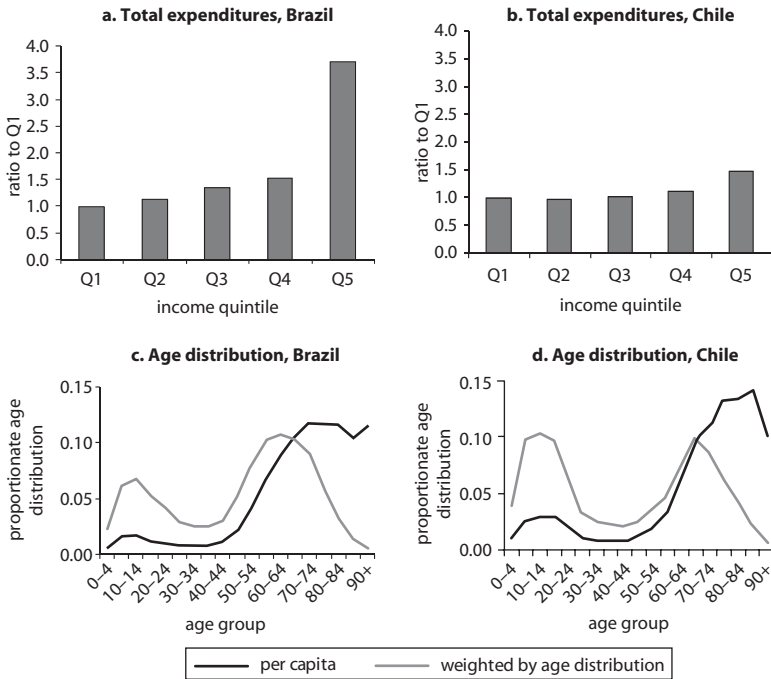 a. Total expenditures, Brazil
ratio to Q1
4.0
3.5
3.0
2.5
2.0
1.5
1.0
0.5
0.0
Q1 Q2 Q3 Q4 Q5
income quintile
b. Total expenditures, Chile
ratio to Q1
4.0
3.5
3.0
2.5
2.0
1.5
1.0
0.5
0.0
Q1 Q2 Q3 Q4 Q5
income quintile
c. Age distribution, Brazil
proportionate age
distribution
0.15
0.10
0.05
0.00
0–4 10–14 20–24 30–34 40–44 50–54 60–64 70–74 80–84 90+
age group
d. Age distribution, Chile
proportionate age
distribution
0.15
0.10
0.05
0.00
0–4 10–14 20–24 30–34 40–44 50–54 60–64 70–74 80–84 90+
age group
per capita weighted by age distribution